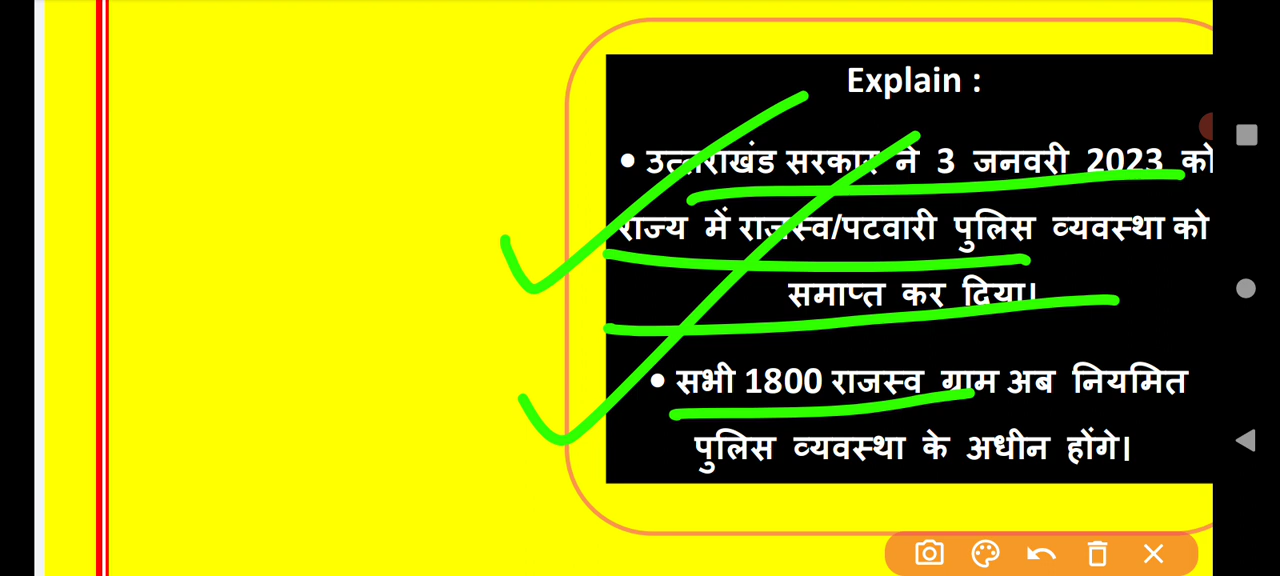 Explain :
• उत्तराखंड सरकार ने 3 जनवरी 2023 को
राज्य में राजस्व/पटवारी पुलिस व्यवस्था को
समाप्त कर दिया।
• सभी 1800 राजस्व ग्राम अब नियमित
पुलिस व्यवस्था के अधीन होंगे।